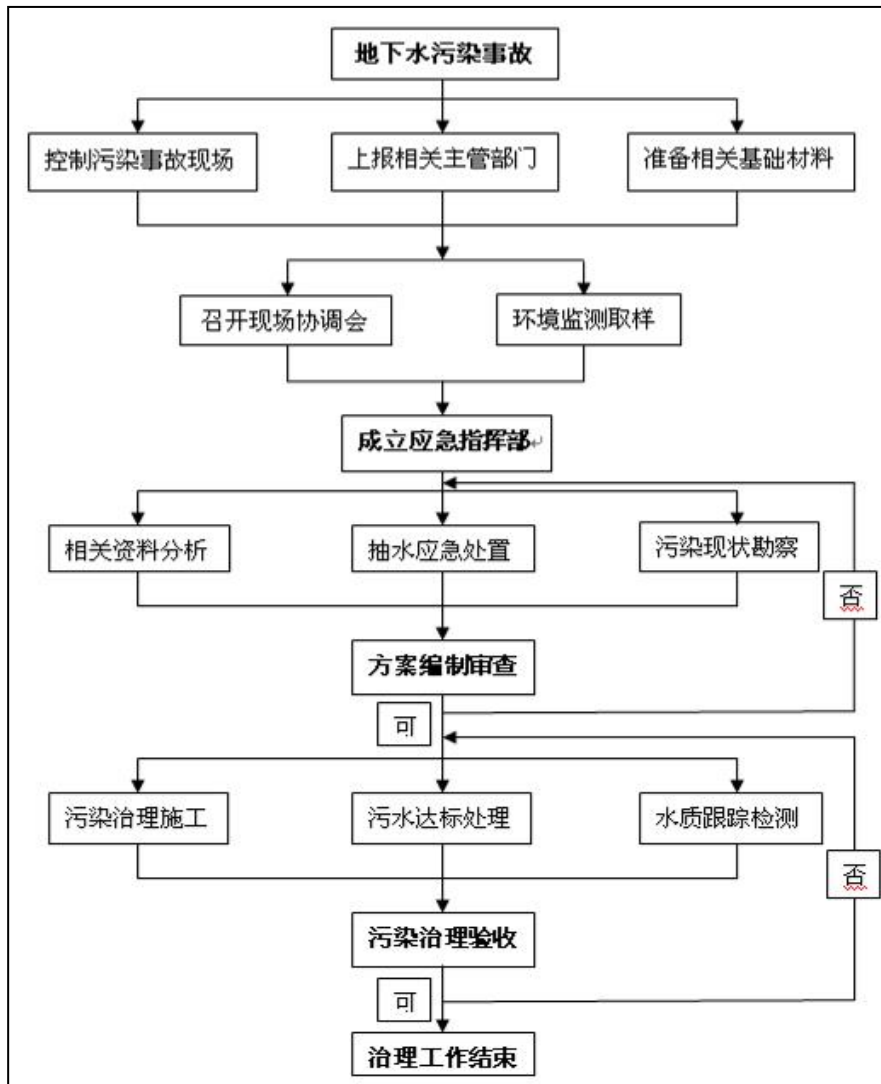 地下水污染事故
控制污染事故现场
上报相关主管部门
准备相关基础材料
召开现场协调会
环境监测取样
成立应急指挥部
相关资料分析
抽水应急处置
污染现状勘察
否
方案编制审查
可
污染治理施工
污水达标处理
水质跟踪检测
否
污染治理验收
可
治理工作结束